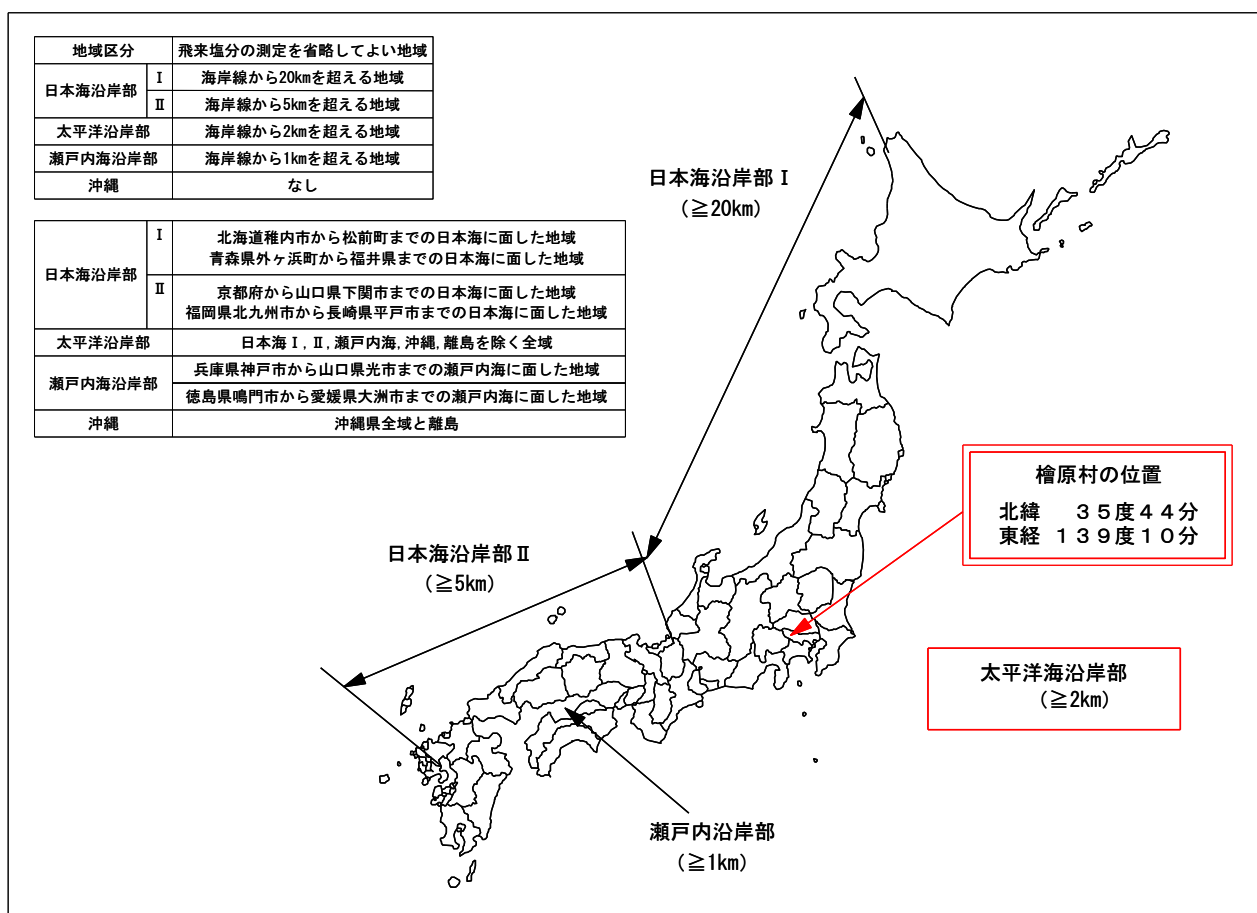 地域区分 飛来塩分の測定を省略してよい地域
日本海沿岸部 Ⅰ 海岸線から20kmを超える地域
Ⅱ 海岸線から5kmを超える地域
太平洋沿岸部 海岸線から2kmを超える地域
瀬戸内海沿岸部 海岸線から1kmを超える地域
沖縄 なし
日本海沿岸部 Ⅰ 北海道稚内市から松前町までの日本海に面した地域
青森県外ヶ浜町から福井県までの日本海に面した地域
Ⅱ 京都府から山口県下関市までの日本海に面した地域
福岡県北九州市から長崎県平戸市までの日本海に面した地域
太平洋沿岸部 日本海Ⅰ,Ⅱ,瀬戸内海,沖縄,離島を除く全域
瀬戸内海沿岸部 兵庫県神戸市から山口県光市までの瀬戸内海に面した地域
徳島県鳴門市から愛媛県大洲市までの瀬戸内海に面した地域
沖縄 沖縄県全域と離島
日本海沿岸部Ⅰ
(≧20km)
日本海沿岸部Ⅱ
(≧5km)
檜原村の位置
北緯 35度44分
東経 139度10分
太平洋海沿岸部
(≧2km)
瀬戸内沿岸部
(≧1km)